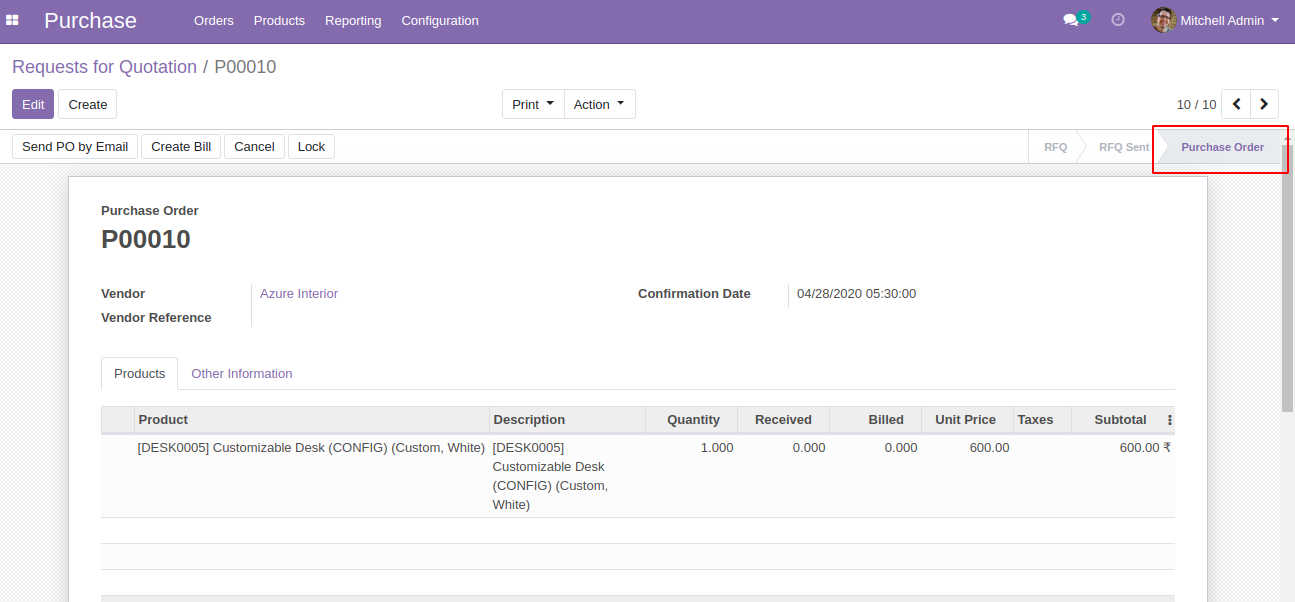 Purchase Orders Products Reporting Configuration 3 Mitchell Admin
Requests for Quotation / P00010
Edit Create Print Action 10 / 10
Send PO by Email Create Bill Cancel Lock RFQ RFQ Sent Purchase Order
Purchase Order
P00010
Vendor Azure Interior Confirmation Date 04/28/2020 05:30:00
Vendor Reference
Products Other Information
Product Description Quantity Received Billed Unit Price Taxes Subtotal
[DESK0005] Customizable Desk (CONFIG) (Custom, White) [DESK0005] 1.000 0.000 0.000 600.00 600.00 ₹
Customizable Desk
(CONFIG) (Custom,
White)